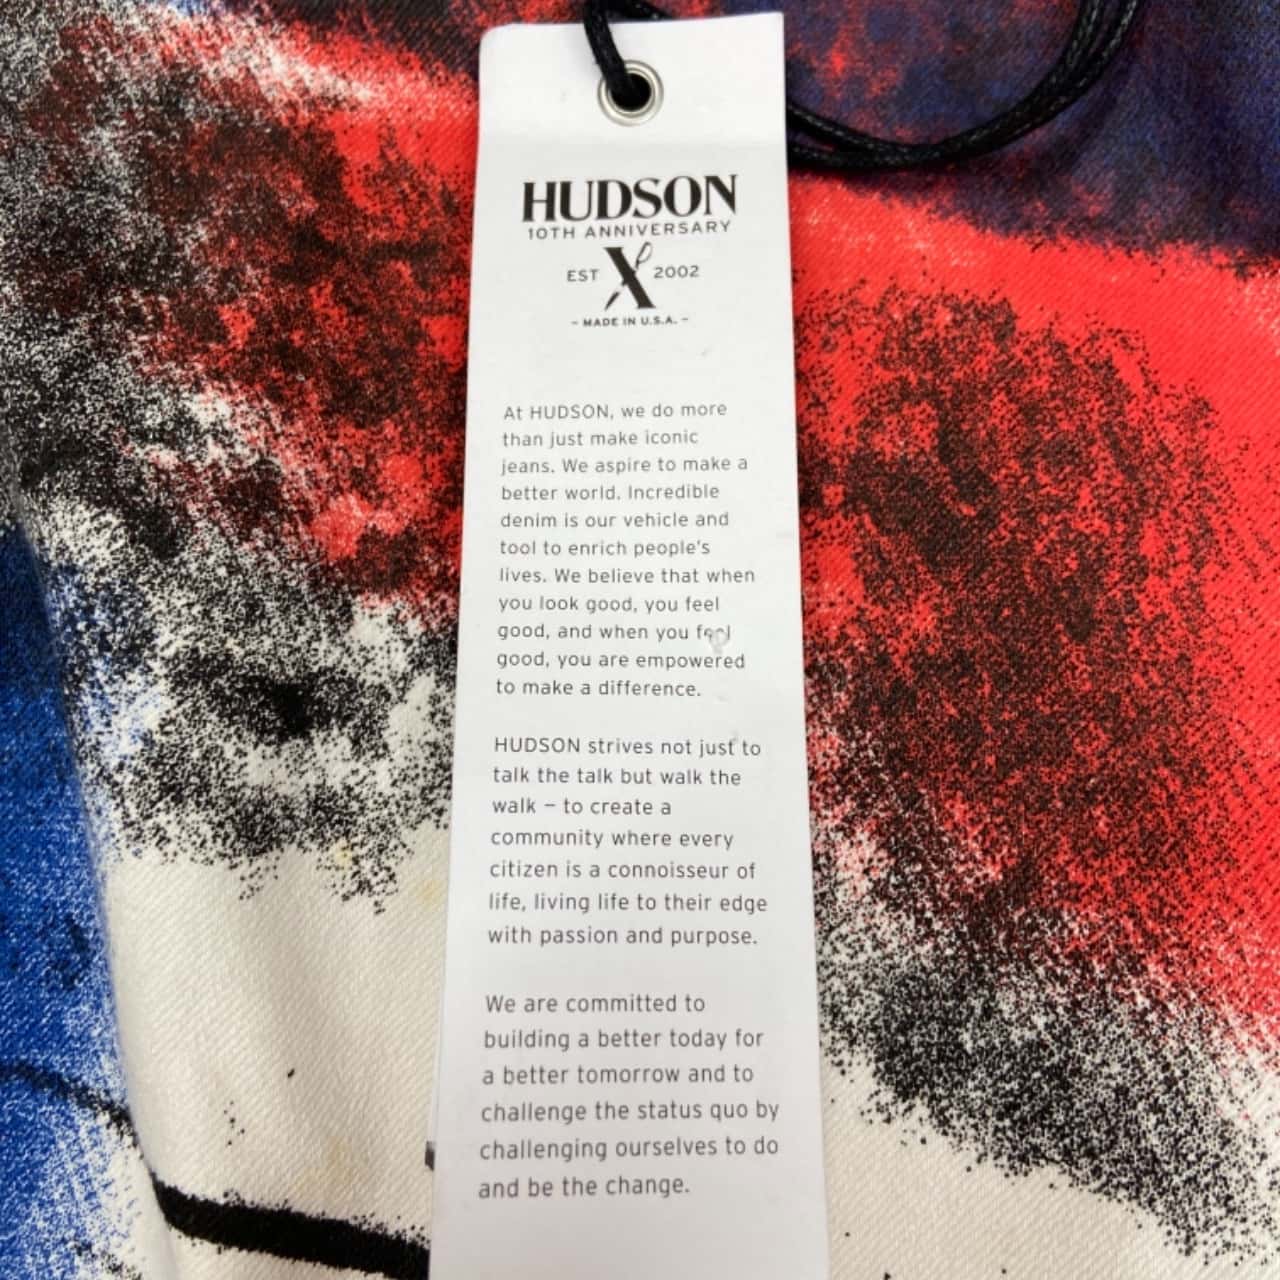 HUDSON
10TH ANNIVERSARY
EST X 2002
– MADE IN U.S.A. –
At HUDSON, we do more
than just make iconic
jeans. We aspire to make a
better world. Incredible
denim is our vehicle and
tool to enrich people's
lives. We believe that when
you look good, you feel
good, and when you feel
good, you are empowered
to make a difference.
HUDSON strives not just to
talk the talk but walk the
walk – to create a
community where every
citizen is a connoisseur of
life, living life to their edge
with passion and purpose.
We are committed to
building a better today for
a better tomorrow and to
challenge the status quo by
challenging ourselves to do
and be the change.